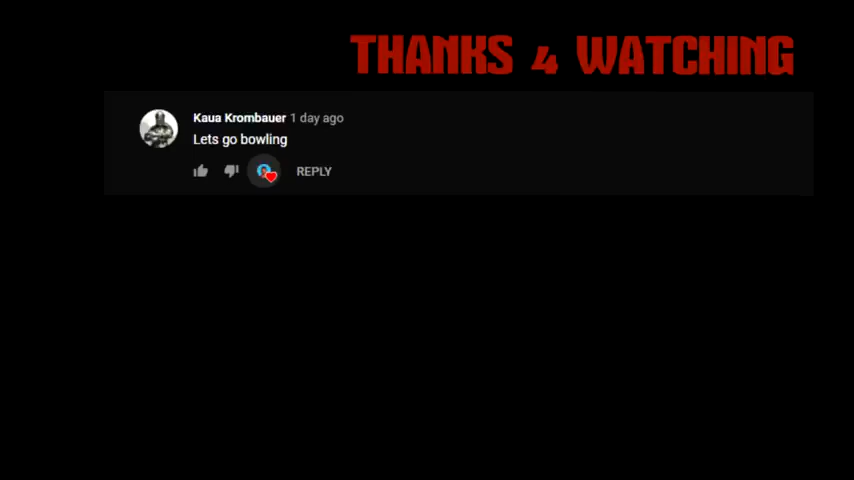 THANKS 4 WATCHING
Kaua Krombauer 1 day ago
Lets go bowling
REPLY